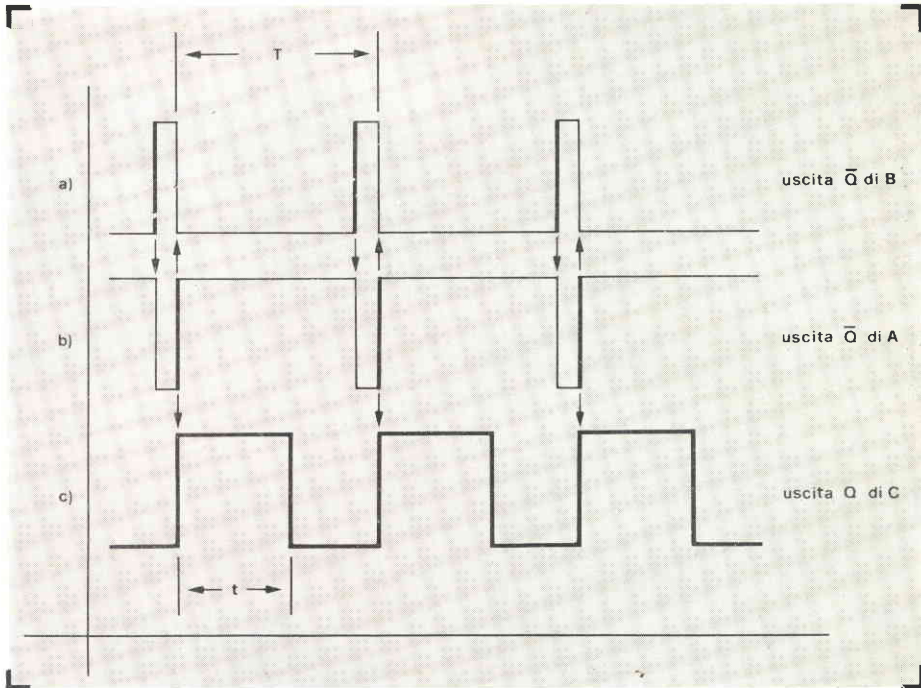 T
a)
uscita Q̅ di B
b)
uscita Q̅ di A
c)
uscita Q di C
t